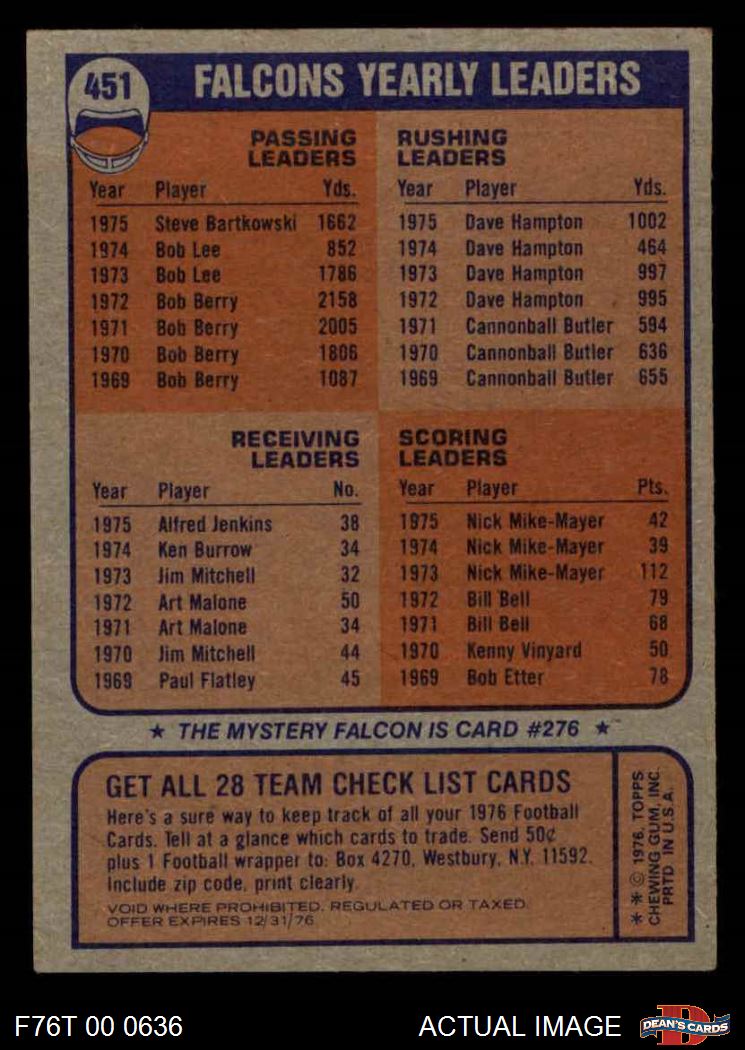 451
FALCONS YEARLY LEADERS
PASSING LEADERS
Year Player Yds.
1975 Steve Bartkowski 1662
1974 Bob Lee 852
1973 Bob Lee 1786
1972 Bob Berry 2158
1971 Bob Berry 2005
1970 Bob Berry 1806
1969 Bob Berry 1087
RUSHING LEADERS
Year Player Yds.
1975 Dave Hampton 1002
1974 Dave Hampton 464
1973 Dave Hampton 997
1972 Dave Hampton 995
1971 Cannonball Butler 594
1970 Cannonball Butler 636
1969 Cannonball Butler 655
RECEIVING LEADERS
Year Player No.
1975 Alfred Jenkins 38
1974 Ken Burrow 34
1973 Jim Mitchell 32
1972 Art Malone 50
1971 Art Malone 34
1970 Jim Mitchell 44
1969 Paul Flatley 45
SCORING LEADERS
Year Player Pts.
1975 Nick Mike-Mayer 42
1974 Nick Mike-Mayer 39
1973 Nick Mike-Mayer 112
1972 Bill Bell 79
1971 Bill Bell 68
1970 Kenny Vinyard 50
1969 Bob Etter 78
★ THE MYSTERY FALCON IS CARD #276 ★
GET ALL 28 TEAM CHECK LIST CARDS
Here's a sure way to keep track of all your 1976 Football
Cards. Tell at a glance which cards to trade. Send 50¢
plus 1 Football wrapper to: Box 4270, Westbury, N.Y. 11592.
Include zip code, print clearly.
VOID WHERE PROHIBITED, REGULATED OR TAXED.
OFFER EXPIRES 12/31/76
* * © 1976, TOPPS
CHEWING GUM, INC.
PRTD IN U.S.A.
F76T 00 0636
ACTUAL IMAGE
D
DEAN'S CARDS